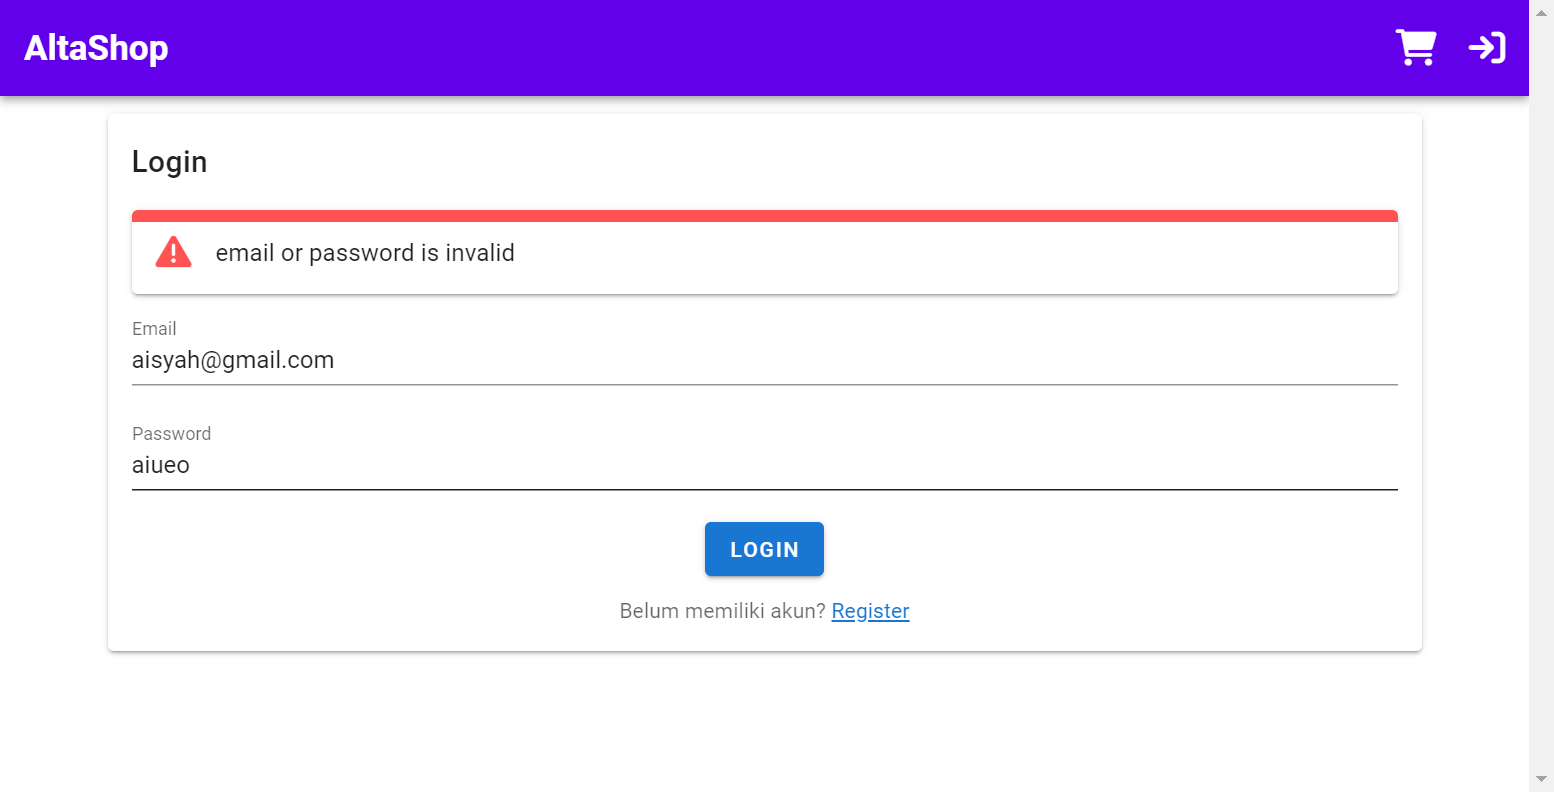 AltaShop
Login
email or password is invalid
Email
aisyah@gmail.com
Password
aiueo
LOGIN
Belum memiliki akun? Register